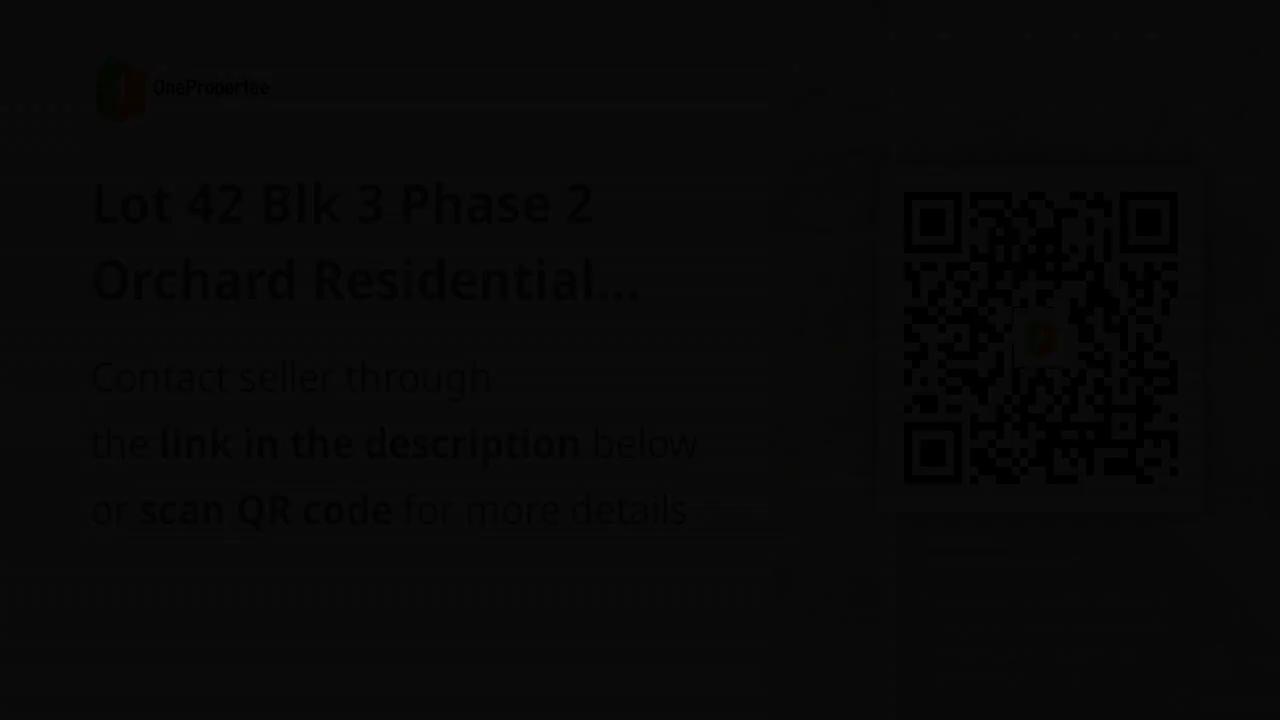 OnePropertee
Lot 42 Blk 3 Phase 2
Orchard Residential...
Contact seller through
the link in the description below
or scan QR code for more details